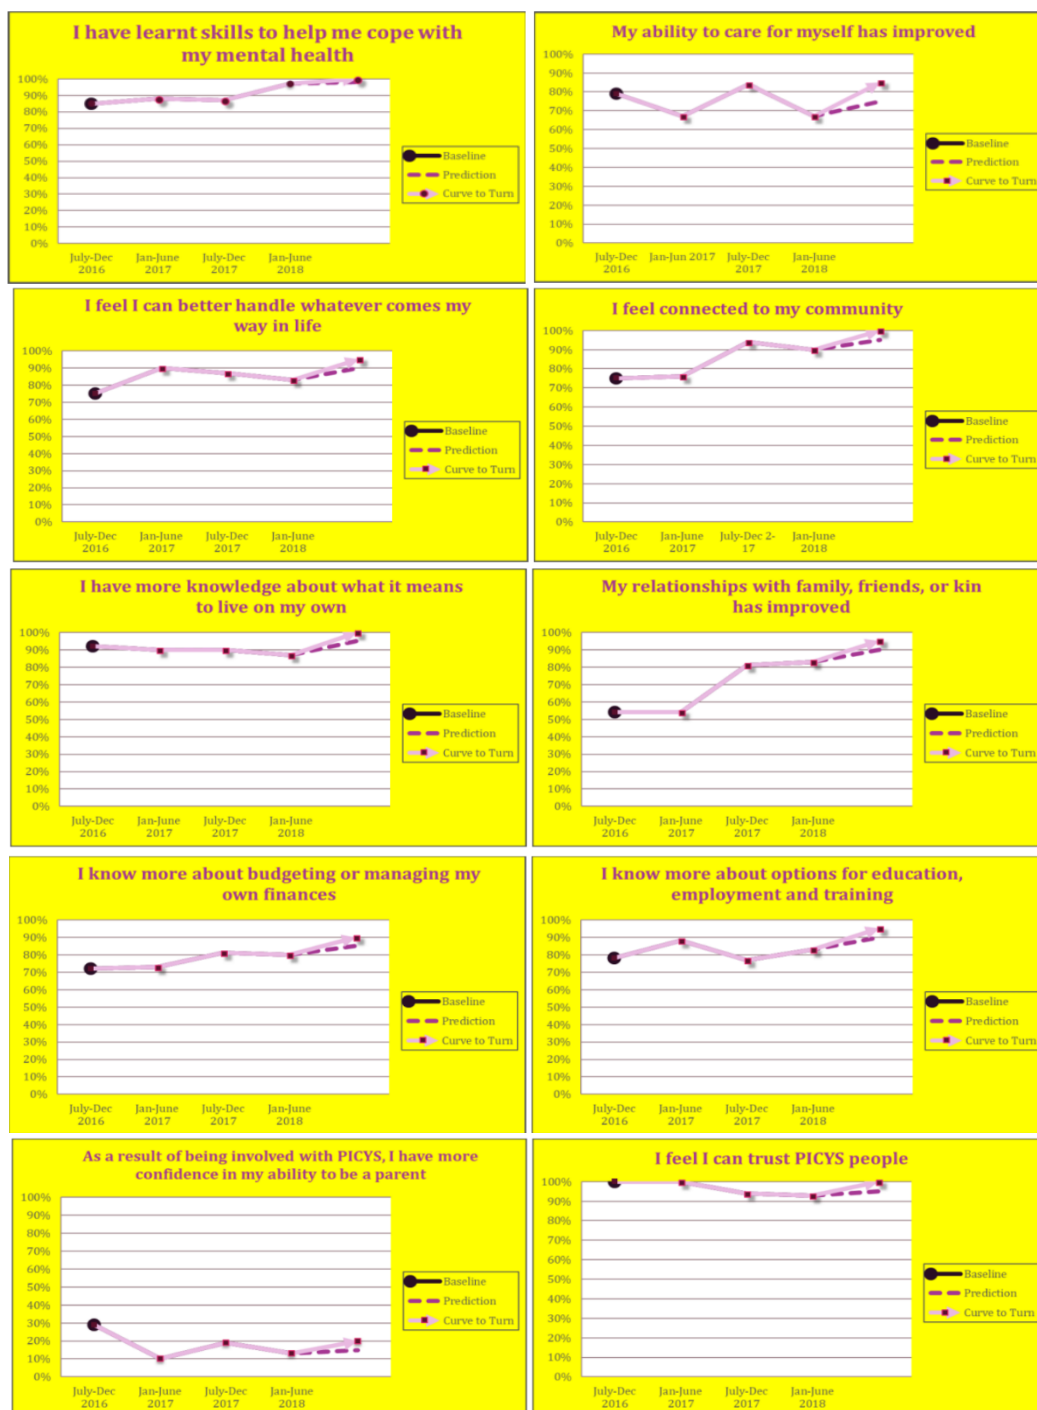 I have learnt skills to help me cope with
my mental health
100%
90%
80%
70%
60%
50%
40%
30%
20%
10%
0%
July-Dec
2016
Jan-June
2017
July-Dec
2017
Jan-June
2018
Baseline
Prediction
Curve to Turn
My ability to care for myself has improved
100%
90%
80%
70%
60%
50%
40%
30%
20%
10%
0%
July-Dec
2016
Jan-Jun 2017
July-Dec
2017
Jan-June
2018
Baseline
Prediction
Curve to Turn
I feel I can better handle whatever comes my
way in life
100%
90%
80%
70%
60%
50%
40%
30%
20%
10%
0%
July-Dec
2016
Jan-June
2017
July-Dec
2017
Jan-June
2018
Baseline
Prediction
Curve to Turn
I feel connected to my community
100%
90%
80%
70%
60%
50%
40%
30%
20%
10%
0%
July-Dec
2016
Jan-June
2017
July-Dec 2-
17
Jan-June
2018
Baseline
Prediction
Curve to Turn
I have more knowledge about what it means
to live on my own
100%
90%
80%
70%
60%
50%
40%
30%
20%
10%
0%
July-Dec
2016
Jan-June
2017
July-Dec
2017
Jan-June
2018
Baseline
Prediction
Curve to Turn
My relationships with family, friends, or kin
has improved
100%
90%
80%
70%
60%
50%
40%
30%
20%
10%
0%
July-Dec
2016
Jan-June
2017
July-Dec
2017
Jan-June
2018
Baseline
Prediction
Curve to Turn
I know more about budgeting or managing my
own finances
100%
90%
80%
70%
60%
50%
40%
30%
20%
10%
0%
July-Dec
2016
Jan-June
2017
July-Dec
2017
Jan-June
2018
Baseline
Prediction
Curve to Turn
I know more about options for education,
employment and training
100%
90%
80%
70%
60%
50%
40%
30%
20%
10%
0%
July-Dec
2016
Jan-June
2017
July-Dec
2017
Jan-June
2018
Baseline
Prediction
Curve to Turn
As a result of being involved with PICYS, I have more
confidence in my ability to be a parent
100%
90%
80%
70%
60%
50%
40%
30%
20%
10%
0%
July-Dec
2016
Jan-June
2017
July-Dec
2017
Jan-June
2018
Baseline
Prediction
Curve to Turn
I feel I can trust PICYS people
100%
90%
80%
70%
60%
50%
40%
30%
20%
10%
0%
July-Dec
2016
Jan-June
2017
July-Dec
2017
Jan-June
2018
Baseline
Prediction
Curve to Turn